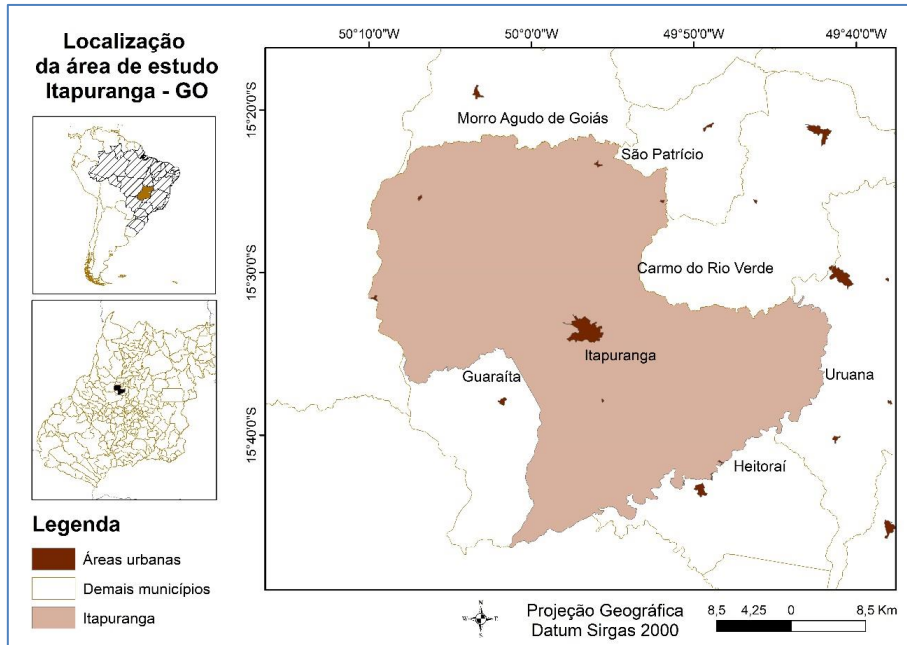 Localização
da área de estudo
Itapuranga - GO
50°10'0"W
50°0'0"W
49°50'0"W
49°40'0"W
15°20'0"S
15°30'0"S
15°40'0"S
Morro Agudo de Goiás
São Patrício
Carmo do Rio Verde
Itapuranga
Guaraíta
Uruana
Heitoraí
Legenda
Áreas urbanas
Demais municípios
Itapuranga
N
W
E
S
Projeção Geográfica
Datum Sirgas 2000
8,5 4,25 0 8,5 Km